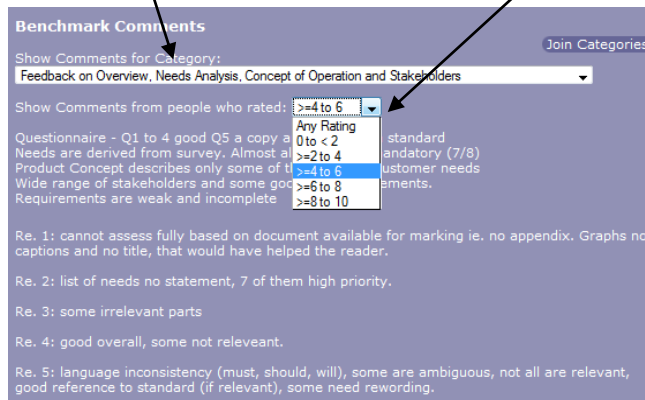 Benchmark Comments
Join Categories
Show Comments for Category:
Feedback on Overview, Needs Analysis, Concept of Operation and Stakeholders
Show Comments from people who rated: >=4 to 6
Any Rating
0 to < 2
>=2 to 4
>=4 to 6
>=6 to 8
>=8 to 10
Questionnaire - Q1 to 4 good Q5 a copy a standard
Needs are derived from survey. Almost al andatory (7/8)
Product Concept describes only some of t ustomer needs
Wide range of stakeholders and some goo ements.
Requirements are weak and incomplete
Re. 1: cannot assess fully based on document available for marking ie. no appendix. Graphs no
captions and no title, that would have helped the reader.
Re. 2: list of needs no statement, 7 of them high priority.
Re. 3: some irrelevant parts
Re. 4: good overall, some not releveant.
Re. 5: language inconsistency (must, should, will), some are ambiguous, not all are relevant,
good reference to standard (if relevant), some need rewording.